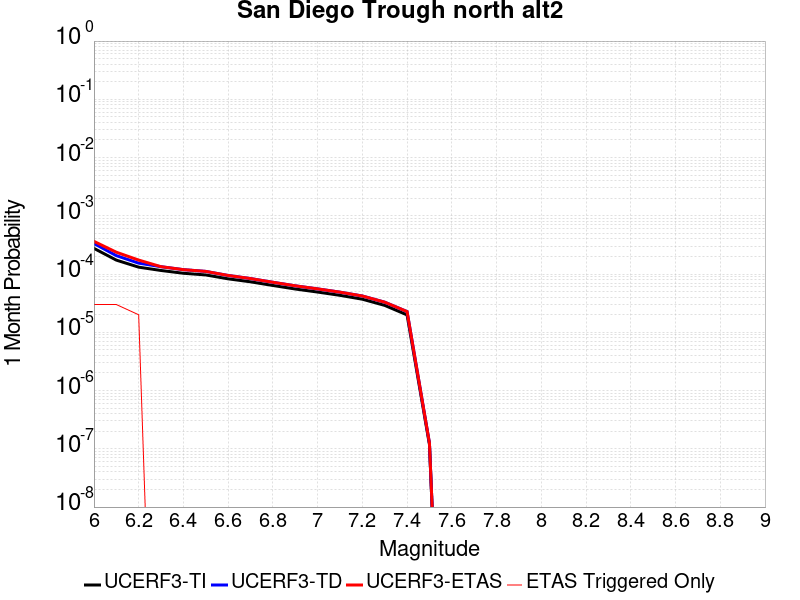 San Diego Trough north alt2
10^0
10^-1
10^-2
10^-3
10^-4
10^-5
10^-6
10^-7
10^-8
1 Month Probability
6 6.2 6.4 6.6 6.8 7 7.2 7.4 7.6 7.8 8 8.2 8.4 8.6 8.8 9
Magnitude
UCERF3-TI UCERF3-TD UCERF3-ETAS ETAS Triggered Only